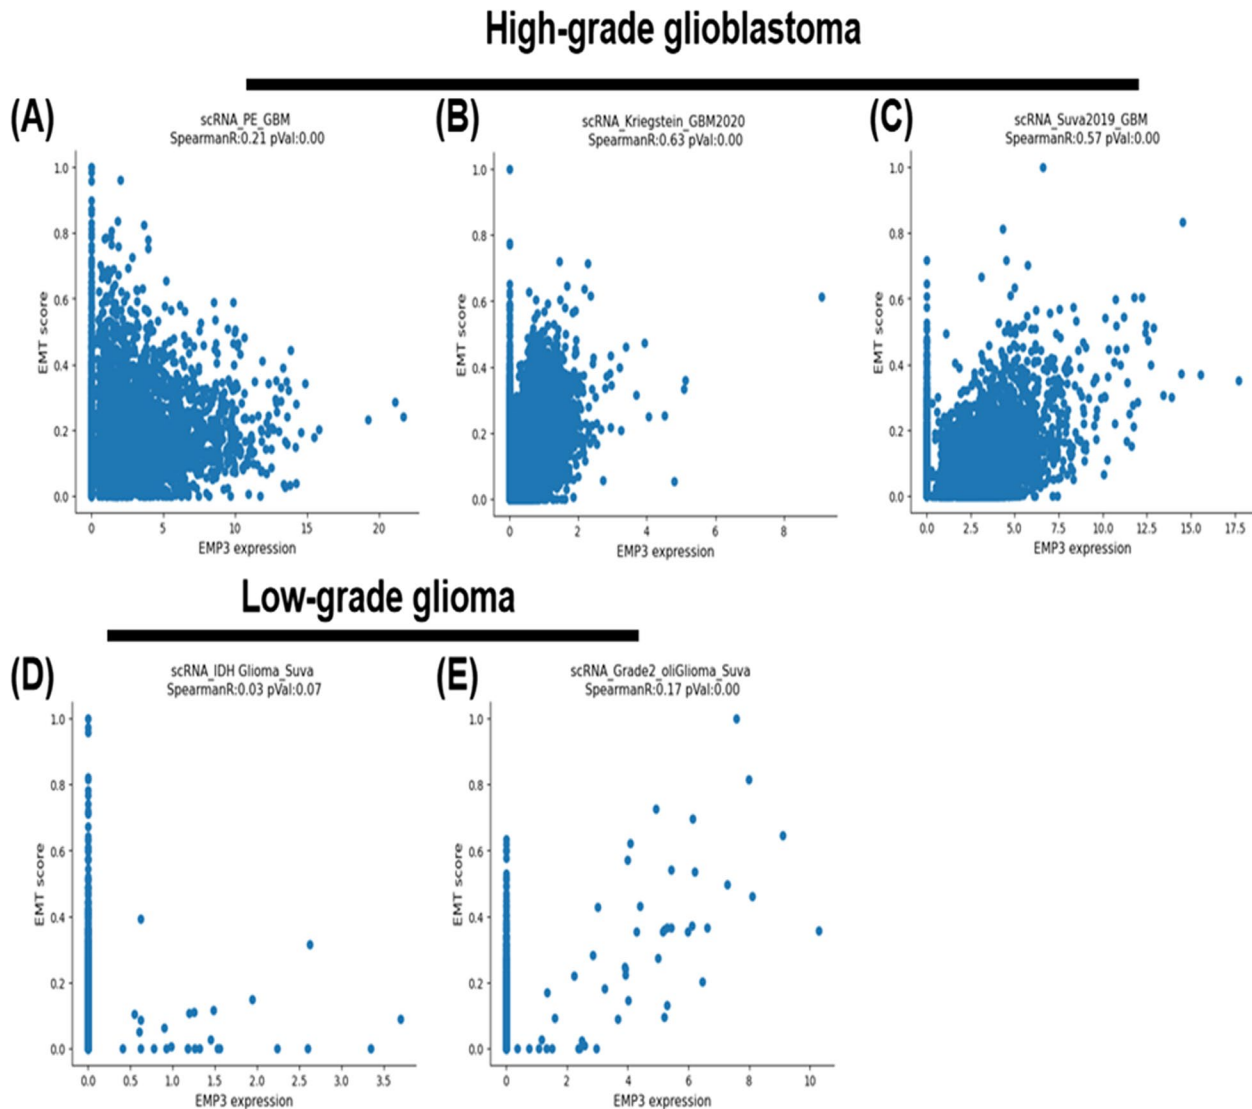 High-grade glioblastoma
(A)
scRNA_PE_GBM
SpearmanR:0.21 pVal:0.00
1.0
0.8
0.6
0.4
0.2
0.0
EMT score
0
5
10
15
20
EMP3 expression
(B)
scRNA_Kriegstein_GBM2020
SpearmanR:0.63 pVal:0.00
1.0
0.8
0.6
0.4
0.2
0.0
EMT score
0
2
4
6
8
EMP3 expression
(C)
scRNA_Suva2019_GBM
SpearmanR:0.57 pVal:0.00
1.0
0.8
0.6
0.4
0.2
0.0
EMT score
0.0
2.5
5.0
7.5
10.0
12.5
15.0
17.5
EMP3 expression
Low-grade glioma
(D)
scRNA_IDH Glioma_Suva
SpearmanR:0.03 pVal:0.07
1.0
0.8
0.6
0.4
0.2
0.0
EMT score
0.0
0.5
1.0
1.5
2.0
2.5
3.0
3.5
EMP3 expression
(E)
scRNA_Grade2_oliGlioma_Suva
SpearmanR:0.17 pVal:0.00
1.0
0.8
0.6
0.4
0.2
0.0
EMT score
0
2
4
6
8
10
EMP3 expression